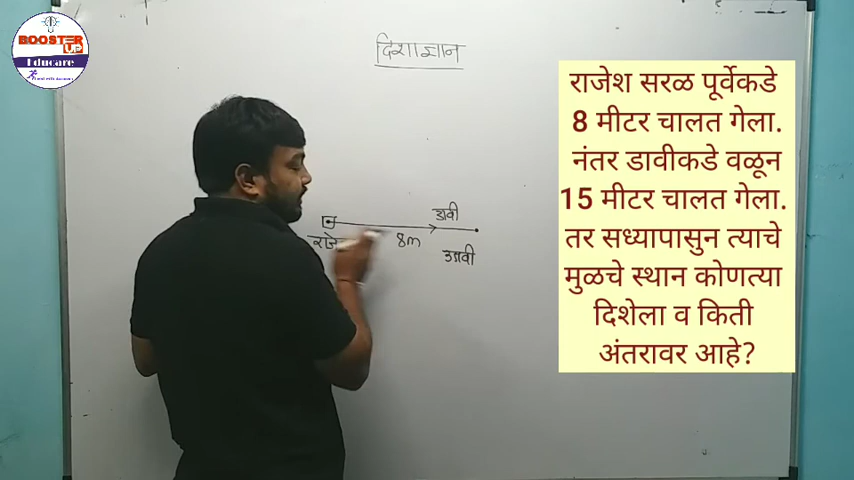 BOOSTER
UP
Educare
दिशाज्ञान
राजेश सरळ पूर्वेकडे
8 मीटर चालत गेला.
नंतर डावीकडे वळून
15 मीटर चालत गेला.
तर सध्यापासुन त्याचे
मुळचे स्थान कोणत्या
दिशेला व किती
अंतरावर आहे?
डावी
राजे
8m
उजवी